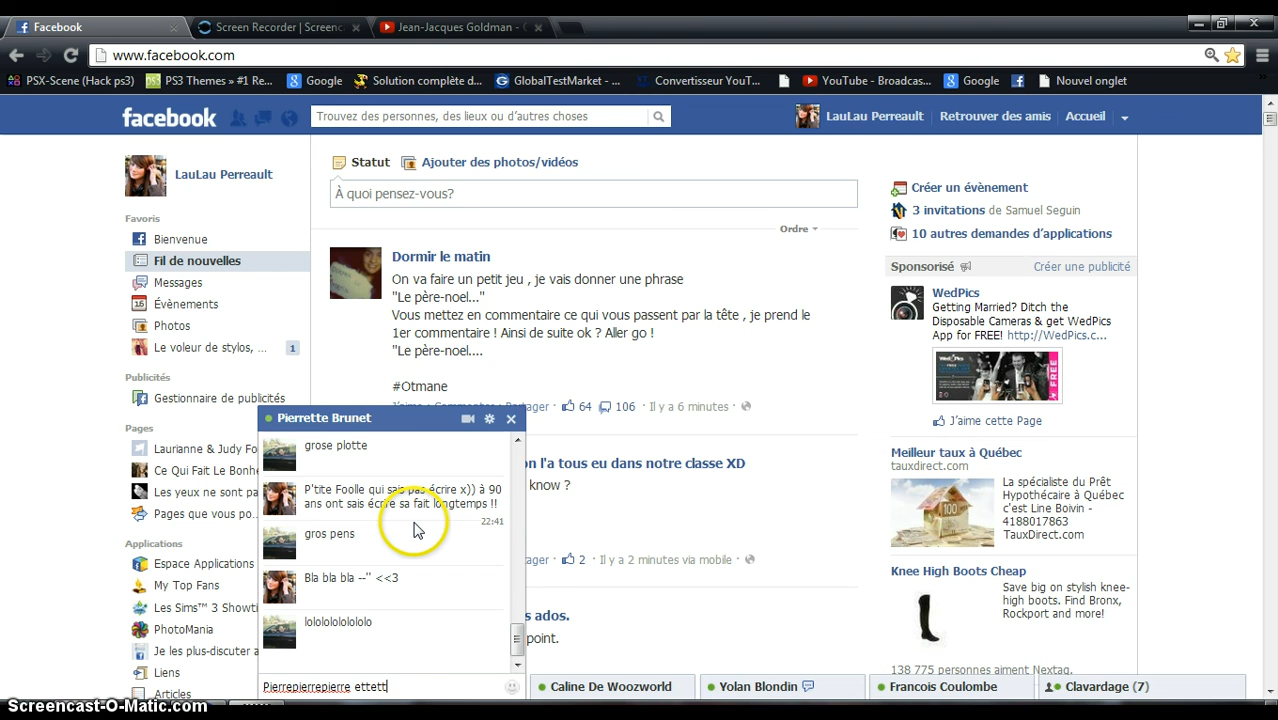 Facebook
Screen Recorder | Screenc
Jean-Jacques Goldman - C
www.facebook.com
PSX-Scene (Hack ps3)
PS3 Themes » #1 Re...
Google
Solution complète d...
GlobalTestMarket - ...
Convertisseur YouT...
YouTube - Broadcas...
Google
Nouvel onglet
facebook
Trouvez des personnes, des lieux ou d'autres choses
LauLau Perreault
Retrouver des amis
Accueil
LauLau Perreault
Favoris
Bienvenue
Fil de nouvelles
Messages
16 Évènements
Photos
Le voleur de stylos, ... 1
Publicités
Gestionnaire de publicités
Pages
Laurianne & Judy Fo
Ce Qui Fait Le Bonhe
Les yeux ne sont pa
Pages que vous po
Applications
Espace Applications
My Top Fans
Les Sims™ 3 Showti
PhotoMania
Je les plus-discuter a
Liens
Articles
Statut
Ajouter des photos/vidéos
À quoi pensez-vous?
Ordre
Dormir le matin
On va faire un petit jeu , je vais donner une phrase
"Le père-noel..."
Vous mettez en commentaire ce qui vous passent par la tête , je prend le
1er commentaire ! Ainsi de suite ok ? Aller go !
"Le père-noel....
#Otmane
64 106 · Il y a 6 minutes ·
on l'a tous eu dans notre classe XD
know ?
2 · Il y a 2 minutes via mobile ·
s ados.
point.
Pierrette Brunet
grose plotte
P'tite Foolle qui sais pas écrire x)) à 90
ans ont sais écrire sa fait longtemps !!
22:41
gros pens
Bla bla bla --'' <<3
lolololololololo
Pierrepierrepierre ettett
Créer un évènement
3 invitations de Samuel Seguin
10 autres demandes d'applications
Sponsorisé
Créer une publicité
WedPics
Getting Married? Ditch the
Disposable Cameras & get WedPics
App for FREE! http://WedPics.c...
FREE
J'aime cette Page
Meilleur taux à Québec
tauxdirect.com
La spécialiste du Prêt
Hypothécaire à Québec
c'est Line Boivin -
4188017863
TauxDirect.com
100
Knee High Boots Cheap
Save big on stylish knee-
high boots. Find Bronx,
Rockport and more!
138 775 personnes aiment Nextag.
Caline De Woozworld
Yolan Blondin
Francois Coulombe
Clavardage (7)
Screencast-O-Matic.com